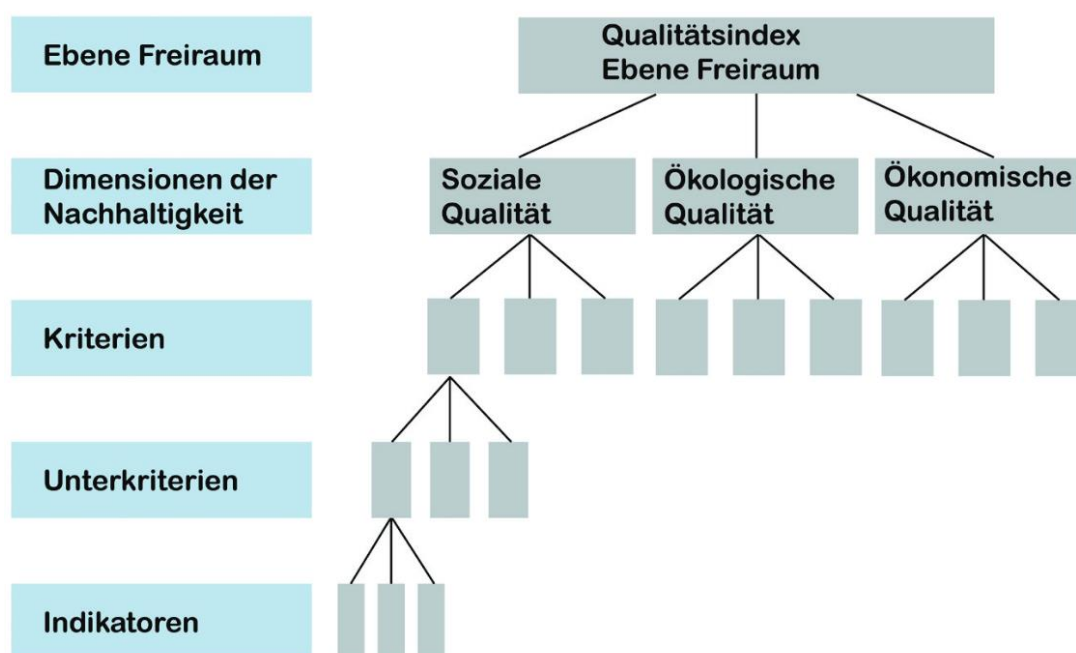 Ebene Freiraum
Qualitätsindex
Ebene Freiraum
Dimensionen der
Nachhaltigkeit
Soziale
Qualität
Ökologische
Qualität
Ökonomische
Qualität
Kriterien
Unterkriterien
Indikatoren